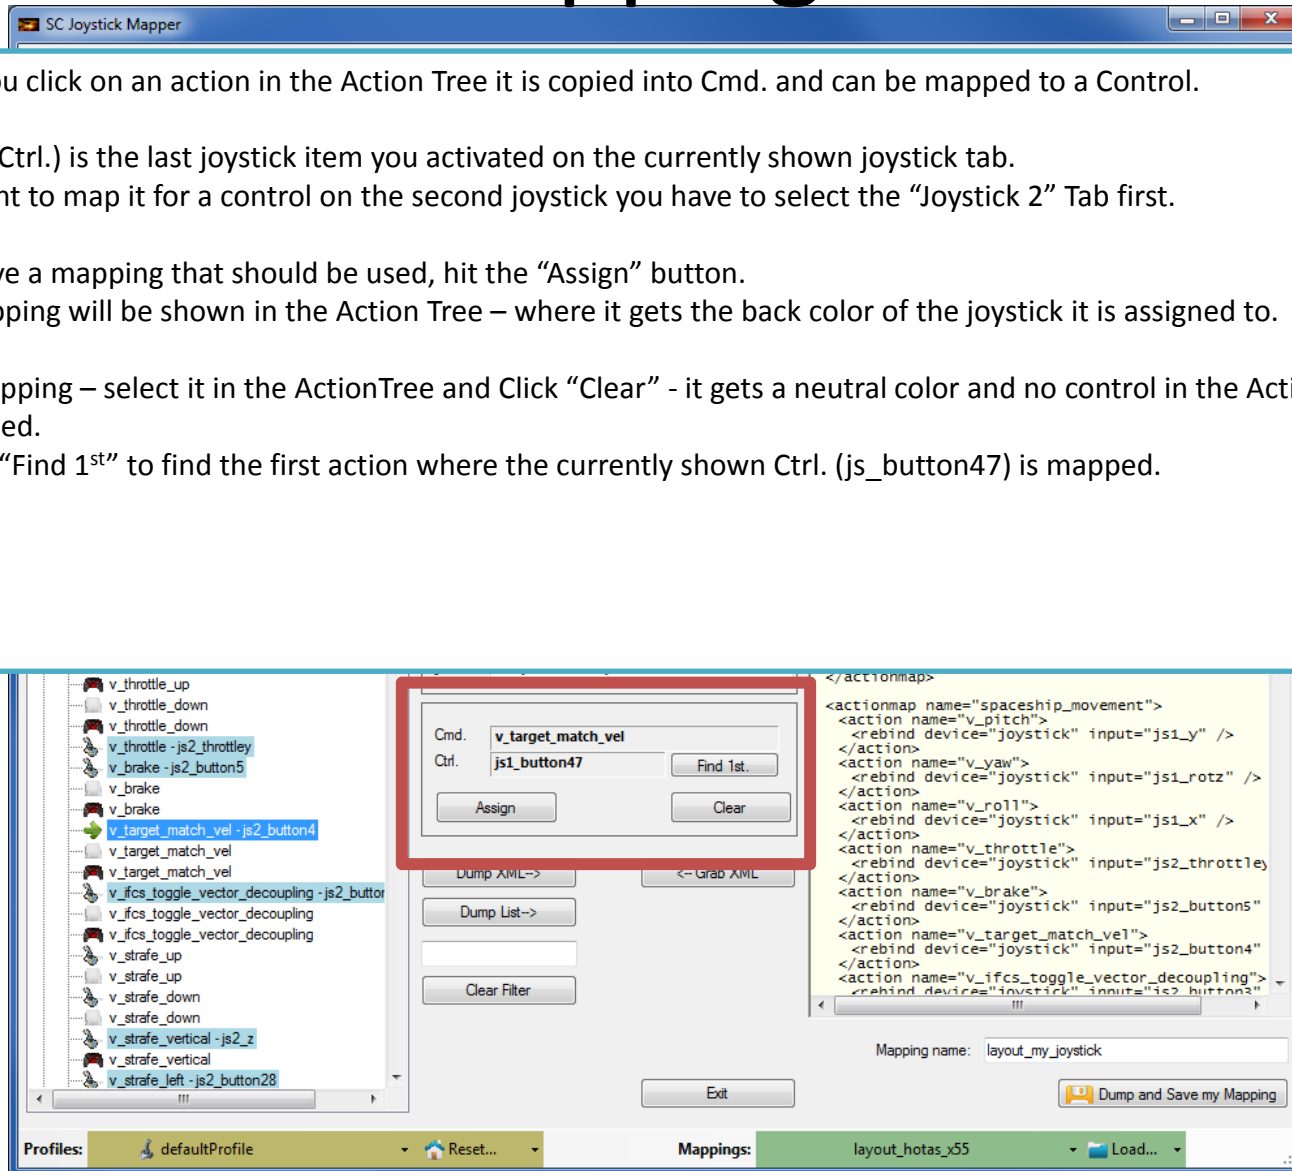 SC Joystick Mapper
ou click on an action in the Action Tree it is copied into Cmd. and can be mapped to a Control.
Ctrl.) is the last joystick item you activated on the currently shown joystick tab.
nt to map it for a control on the second joystick you have to select the “Joystick 2” Tab first.
ve a mapping that should be used, hit the “Assign” button.
pping will be shown in the Action Tree – where it gets the back color of the joystick it is assigned to.
pping – select it in the ActionTree and Click “Clear” - it gets a neutral color and no control in the Acti
ed.
“Find 1st” to find the first action where the currently shown Ctrl. (js_button47) is mapped.
v_throttle_up
v_throttle_down
v_throttle_down
v_throttle - js2_throttley
v_brake - js2_button5
v_brake
v_brake
v_target_match_vel - js2_button4
v_target_match_vel
v_target_match_vel
v_ifcs_toggle_vector_decoupling - js2_button
v_ifcs_toggle_vector_decoupling
v_ifcs_toggle_vector_decoupling
v_strafe_up
v_strafe_up
v_strafe_down
v_strafe_down
v_strafe_vertical - js2_z
v_strafe_vertical
v_strafe_left - js2_button28
Cmd. v_target_match_vel
Ctrl. js1_button47 Find 1st.
Assign Clear
Dump XML--> <-- Grab XML
Dump List-->
Clear Filter
Exit
</actionmap>
<actionmap name="spaceship_movement">
<action name="v_pitch">
<rebind device="joystick" input="js1_y" />
</action>
<action name="v_yaw">
<rebind device="joystick" input="js1_rotz" />
</action>
<action name="v_roll">
<rebind device="joystick" input="js1_x" />
</action>
<action name="v_throttle">
<rebind device="joystick" input="js2_throttley
</action>
<action name="v_brake">
<rebind device="joystick" input="js2_button5"
</action>
<action name="v_target_match_vel">
<rebind device="joystick" input="js2_button4"
</action>
<action name="v_ifcs_toggle_vector_decoupling">
<rebind device="joystick" input="js2_button3"
Mapping name: layout_my_joystick
Dump and Save my Mapping
Profiles: defaultProfile Reset... Mappings: layout_hotas_x55 Load...